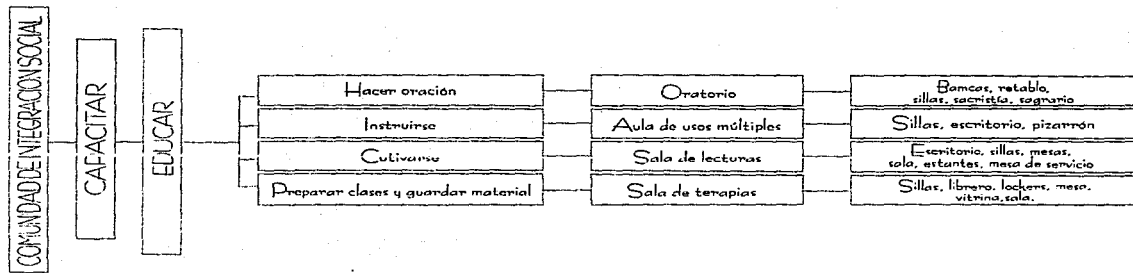 COMUNIDAD DE INTEGRACION SOCIAL
CAPACITAR
EDUCAR
Hacer oración
Oratorio
Bamcas, retablo,
sillas, sacristía, sagrario
Instruirse
Aula de usos múltiples
Sillas, escritorio, pizarrón
Cutivarse
Sala de lecturas
Escritorio, sillas, mesas,
sala, estantes, mesa de servicio
Preparar clases y guardar material
Sala de terapias
Sillas, librero, lockers, mesa,
vitrina,sala.